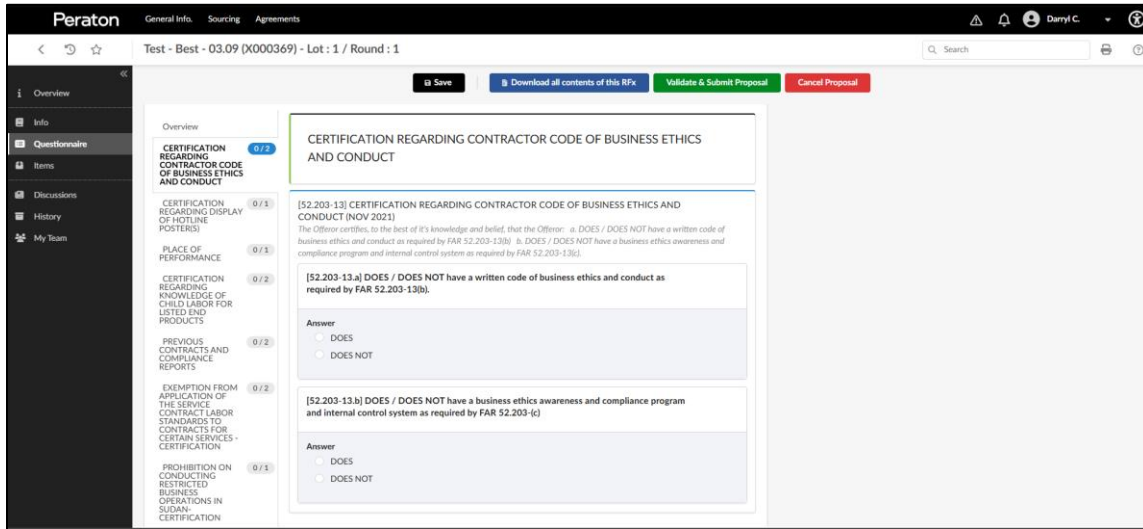 Peraton
General Info. Sourcing Agreements
Darryl C.
Test - Best - 03.09 (X000369) - Lot : 1 / Round : 1
Search
Overview
Info
Questionnaire
Items
Discussions
History
My Team
Save
Download all contents of this RFx
Validate & Submit Proposal
Cancel Proposal
Overview
CERTIFICATION 0 / 2
REGARDING
CONTRACTOR CODE
OF BUSINESS ETHICS
AND CONDUCT
CERTIFICATION 0 / 1
REGARDING DISPLAY
OF HOTLINE
POSTER(S)
PLACE OF 0 / 1
PERFORMANCE
CERTIFICATION 0 / 2
REGARDING
KNOWLEDGE OF
CHILD LABOR FOR
LISTED END
PRODUCTS
PREVIOUS 0 / 2
CONTRACTS AND
COMPLIANCE
REPORTS
EXEMPTION FROM 0 / 2
APPLICATION OF
THE SERVICE
CONTRACT LABOR
STANDARDS TO
CONTRACTS FOR
CERTAIN SERVICES -
CERTIFICATION
PROHIBITION ON 0 / 1
CONDUCTING
RESTRICTED
BUSINESS
OPERATIONS IN
SUDAN-
CERTIFICATION
CERTIFICATION REGARDING CONTRACTOR CODE OF BUSINESS ETHICS
AND CONDUCT
[52.203-13] CERTIFICATION REGARDING CONTRACTOR CODE OF BUSINESS ETHICS AND
CONDUCT (NOV 2021)
The Offeror certifies, to the best of it's knowledge and belief, that the Offeror: a. DOES / DOES NOT have a written code of
business ethics and conduct as required by FAR 52.203-13(b) b. DOES / DOES NOT have a business ethics awareness and
compliance program and internal control system as required by FAR 52.203-13(c).
[52.203-13.a] DOES / DOES NOT have a written code of business ethics and conduct as
required by FAR 52.203-13(b).
Answer
DOES
DOES NOT
[52.203-13.b] DOES / DOES NOT have a business ethics awareness and compliance program
and internal control system as required by FAR 52.203-(c)
Answer
DOES
DOES NOT